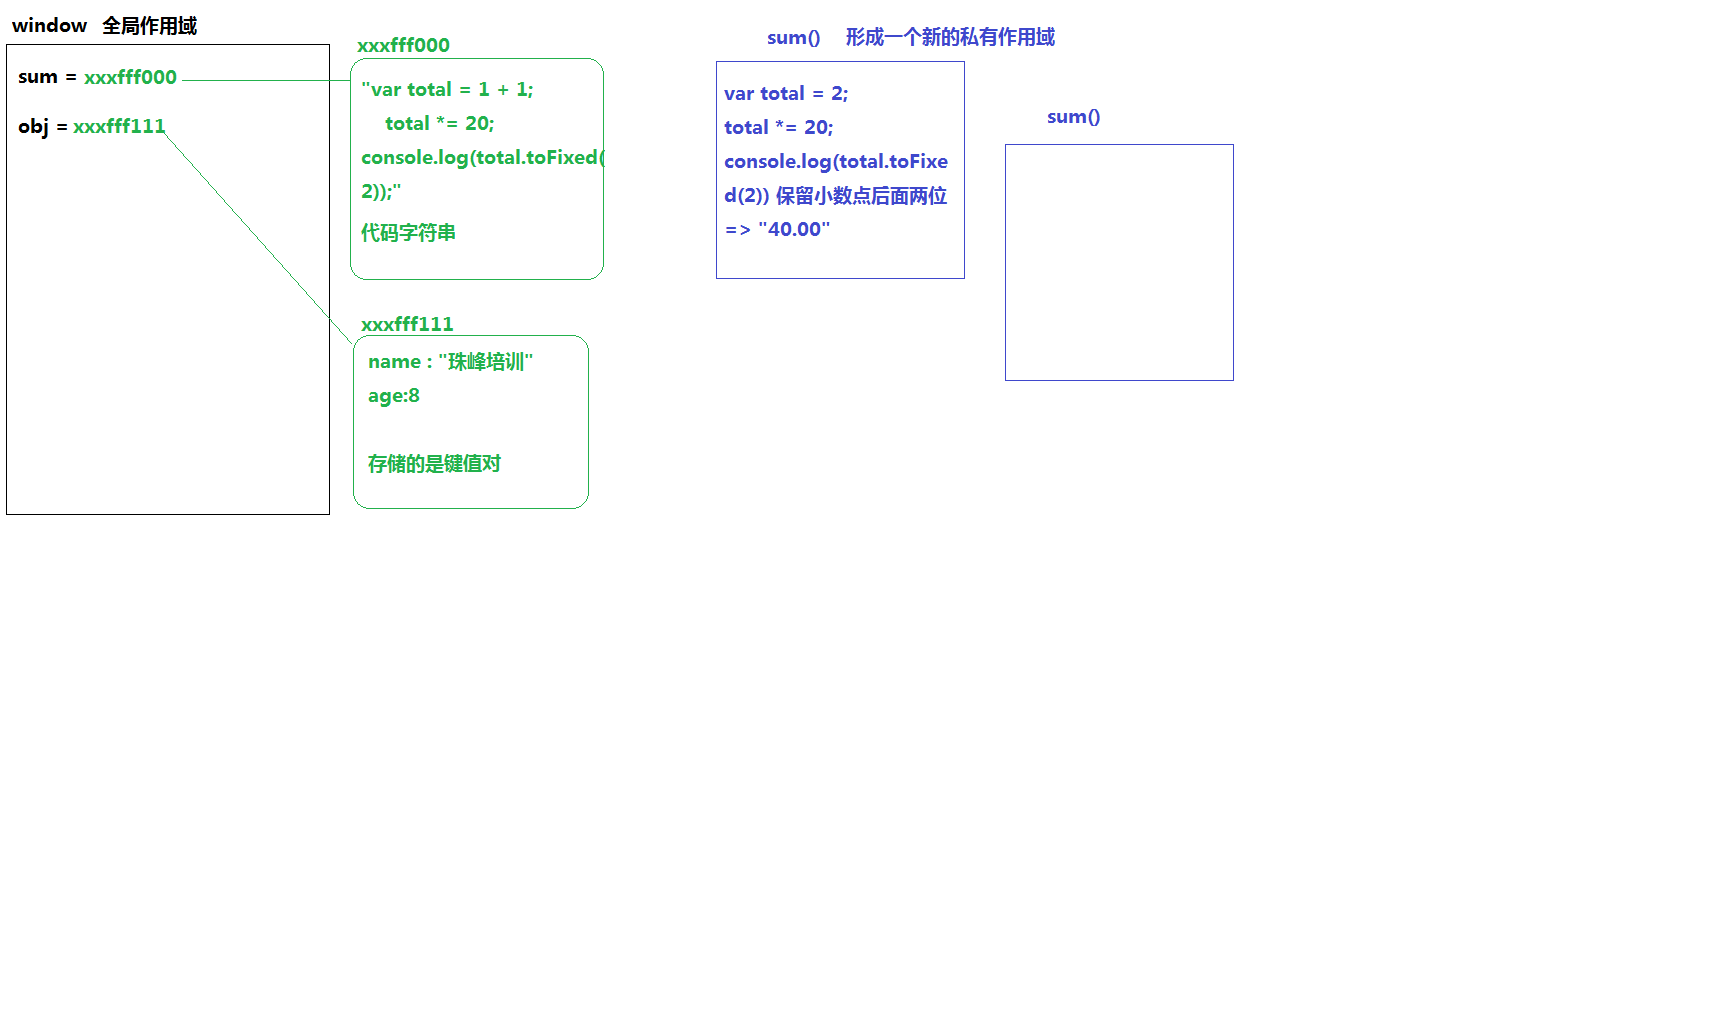 window 全局作用域
sum = xxxfff000
obj = xxxfff111
xxxfff000
"var total = 1 + 1;
total *= 20;
console.log(total.toFixed(
2));"
代码字符串
xxxfff111
name : "珠峰培训"
age:8
存储的是键值对
sum() 形成一个新的私有作用域
var total = 2;
total *= 20;
console.log(total.toFixe
d(2)) 保留小数点后面两位
=> "40.00"
sum()